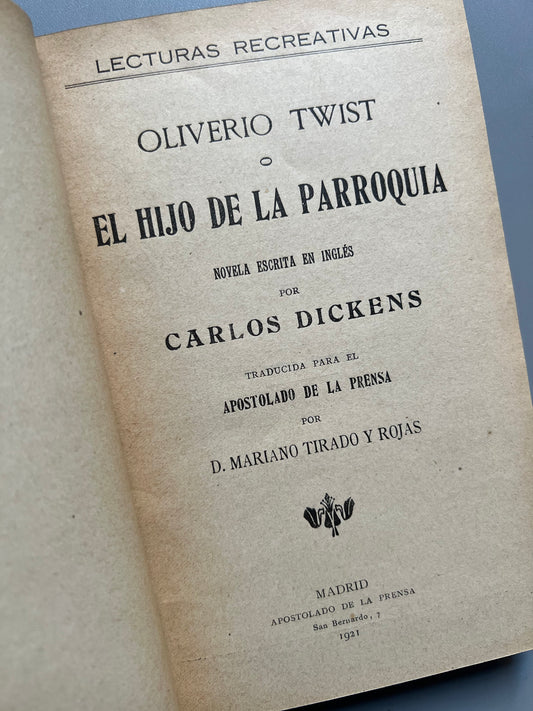 LECTURAS RECREATIVAS
OLIVERIO TWIST
O
EL HIJO DE LA PARROQUIA
NOVELA ESCRITA EN INGLÉS
POR
CARLOS DICKENS
TRADUCIDA PARA EL
APOSTOLADO DE LA PRENSA
POR
D. MARIANO TIRADO Y ROJAS
MADRID
APOSTOLADO DE LA PRENSA
San Bernardo, 7
1921